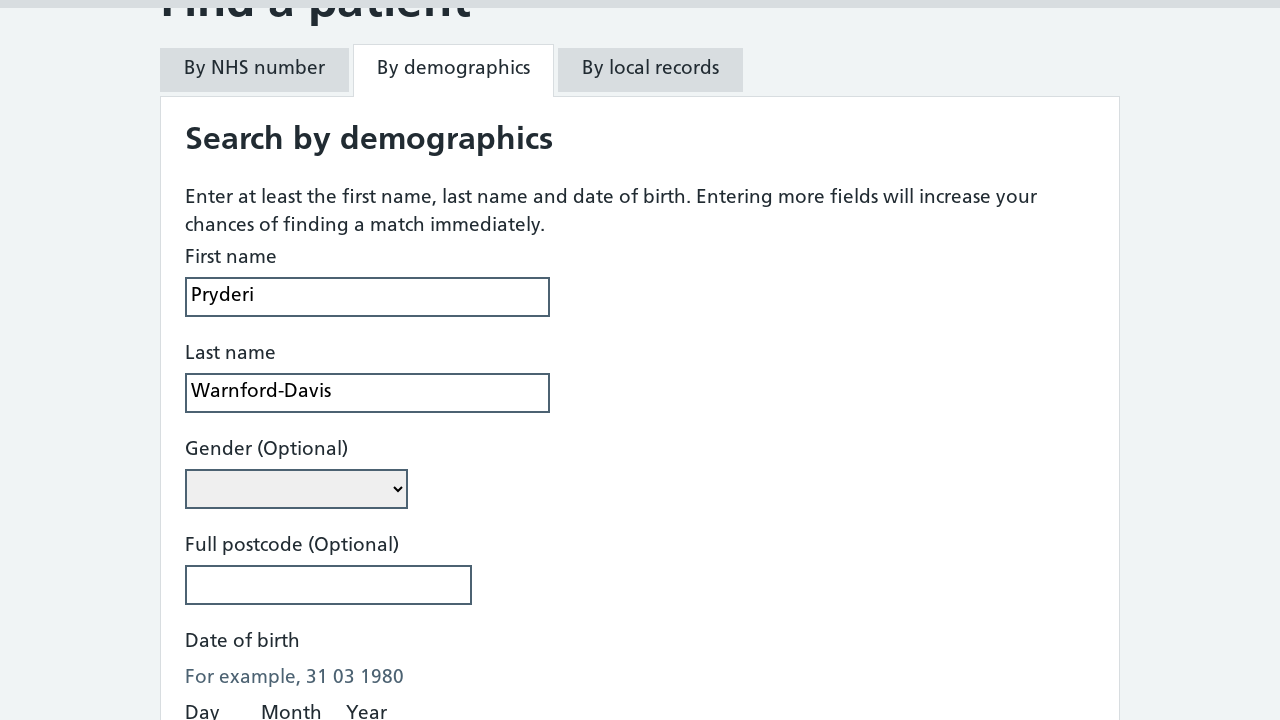 Find a patient
By NHS number
By demographics
By local records
Search by demographics
Enter at least the first name, last name and date of birth. Entering more fields will increase your
chances of finding a match immediately.
First name
Pryderi
Last name
Warnford-Davis
Gender (Optional)
Full postcode (Optional)
Date of birth
For example, 31 03 1980
Day Month Year